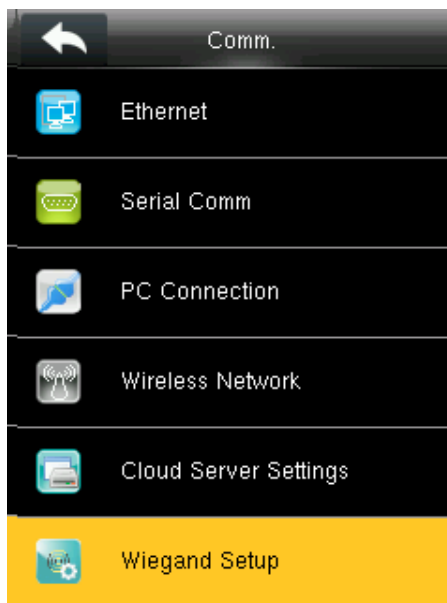 Comm.
Ethernet
Serial Comm
PC Connection
Wireless Network
Cloud Server Settings
Wiegand Setup